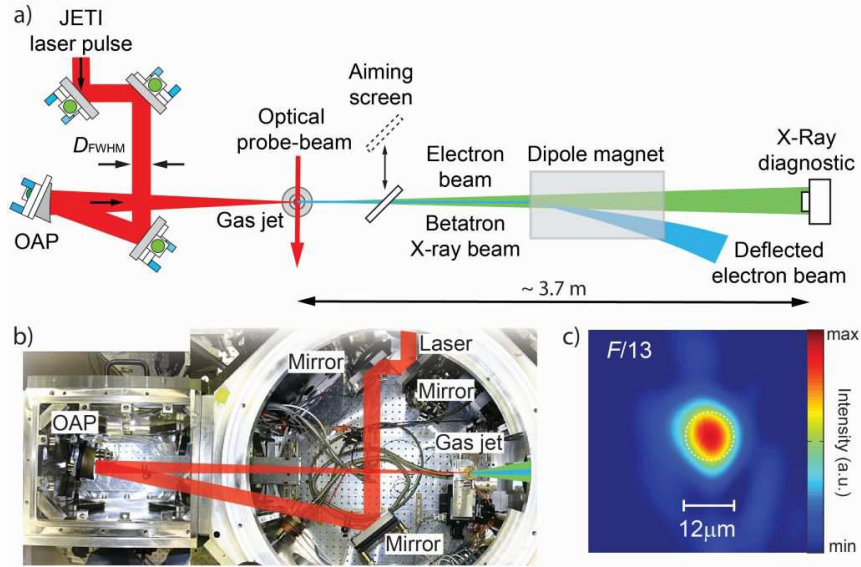 a)
JETI
laser pulse
DFWHM
OAP
Optical
probe-beam
Gas jet
Aiming
screen
Electron
beam
Betatron
X-ray beam
Dipole magnet
X-Ray
diagnostic
Deflected
electron beam
~ 3.7 m
b)
OAP
Mirror
Laser
Mirror
Gas jet
Mirror
c)
F/13
12μm
max
Intensity (a.u.)
min